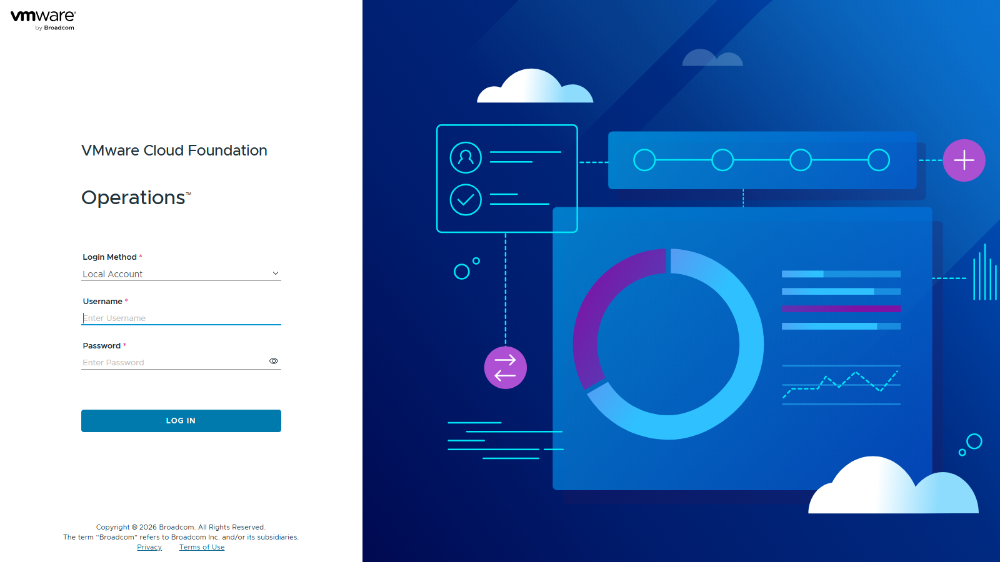 vmware®
by Broadcom
VMware Cloud Foundation
Operations™
Login Method *
Local Account
Username *
Enter Username
Password *
Enter Password
LOG IN
Copyright © 2026 Broadcom. All Rights Reserved.
The term "Broadcom" refers to Broadcom Inc. and/or its subsidiaries.
Privacy Terms of Use